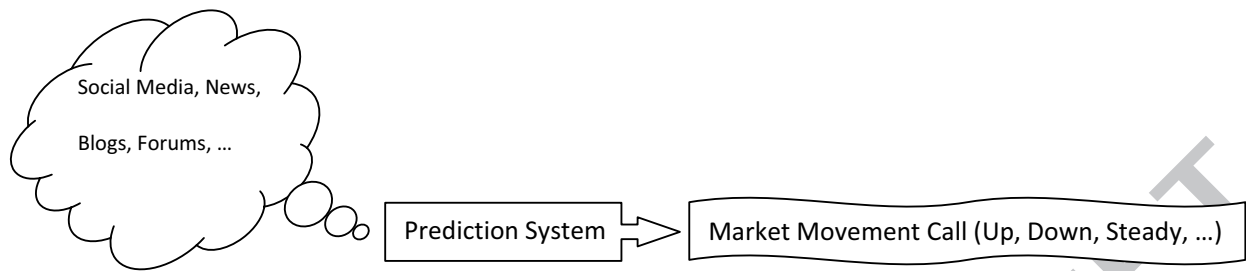 Social Media, News,
Blogs, Forums, …
Prediction System
Market Movement Call (Up, Down, Steady, …)